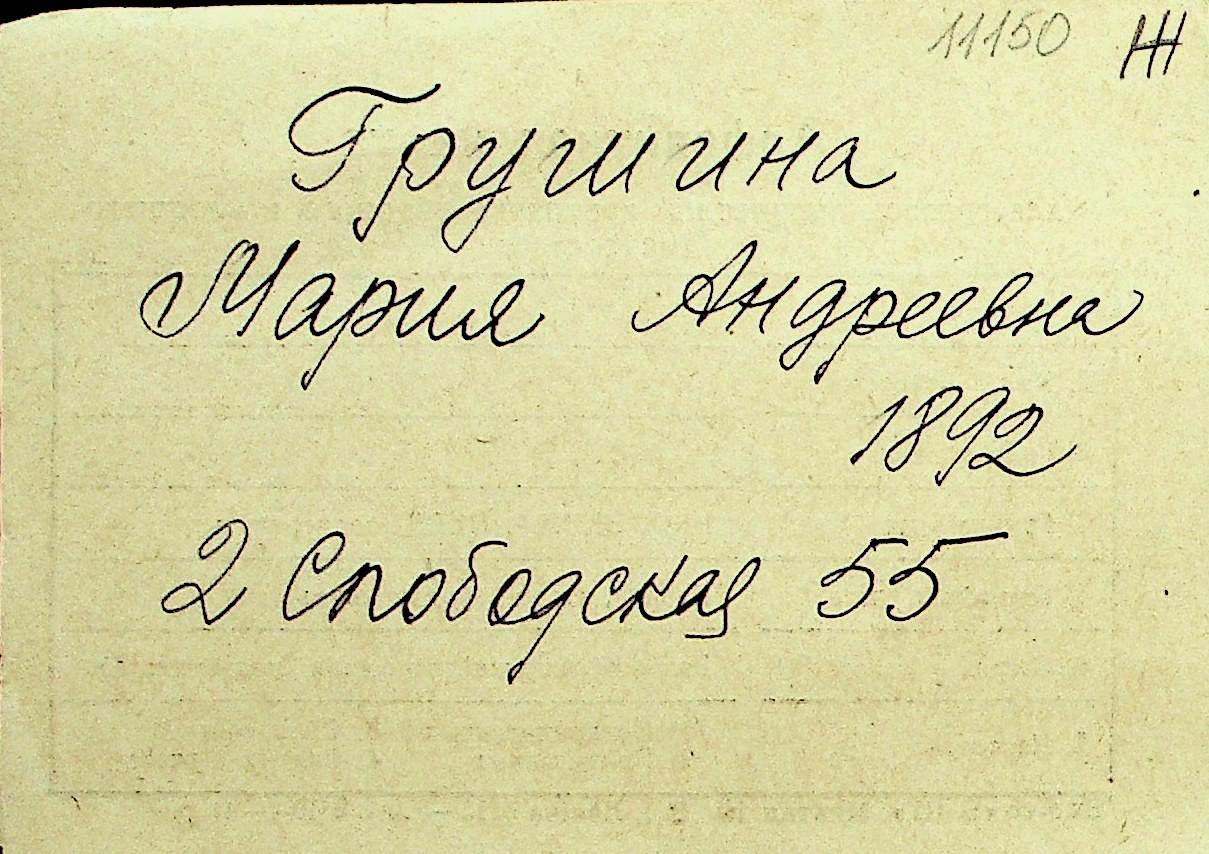 11150 Ж
Грушина
Мария Андреевна
1892
2 Слободская 55